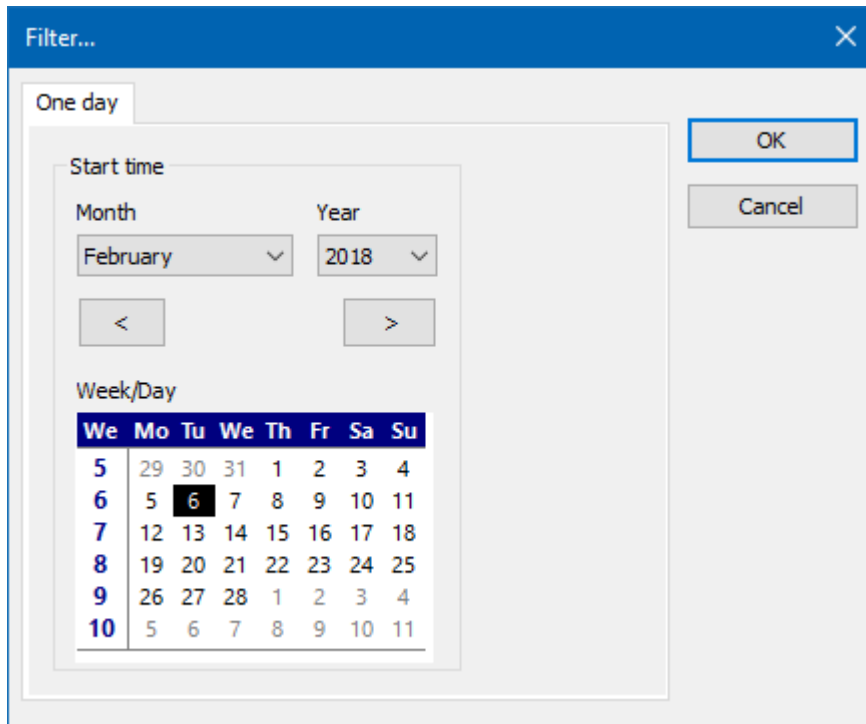 Filter...
One day
OK
Start time
Cancel
Month Year
February 2018
< >
Week/Day
We Mo Tu We Th Fr Sa Su
5 29 30 31 1 2 3 4
6 5 6 7 8 9 10 11
7 12 13 14 15 16 17 18
8 19 20 21 22 23 24 25
9 26 27 28 1 2 3 4
10 5 6 7 8 9 10 11